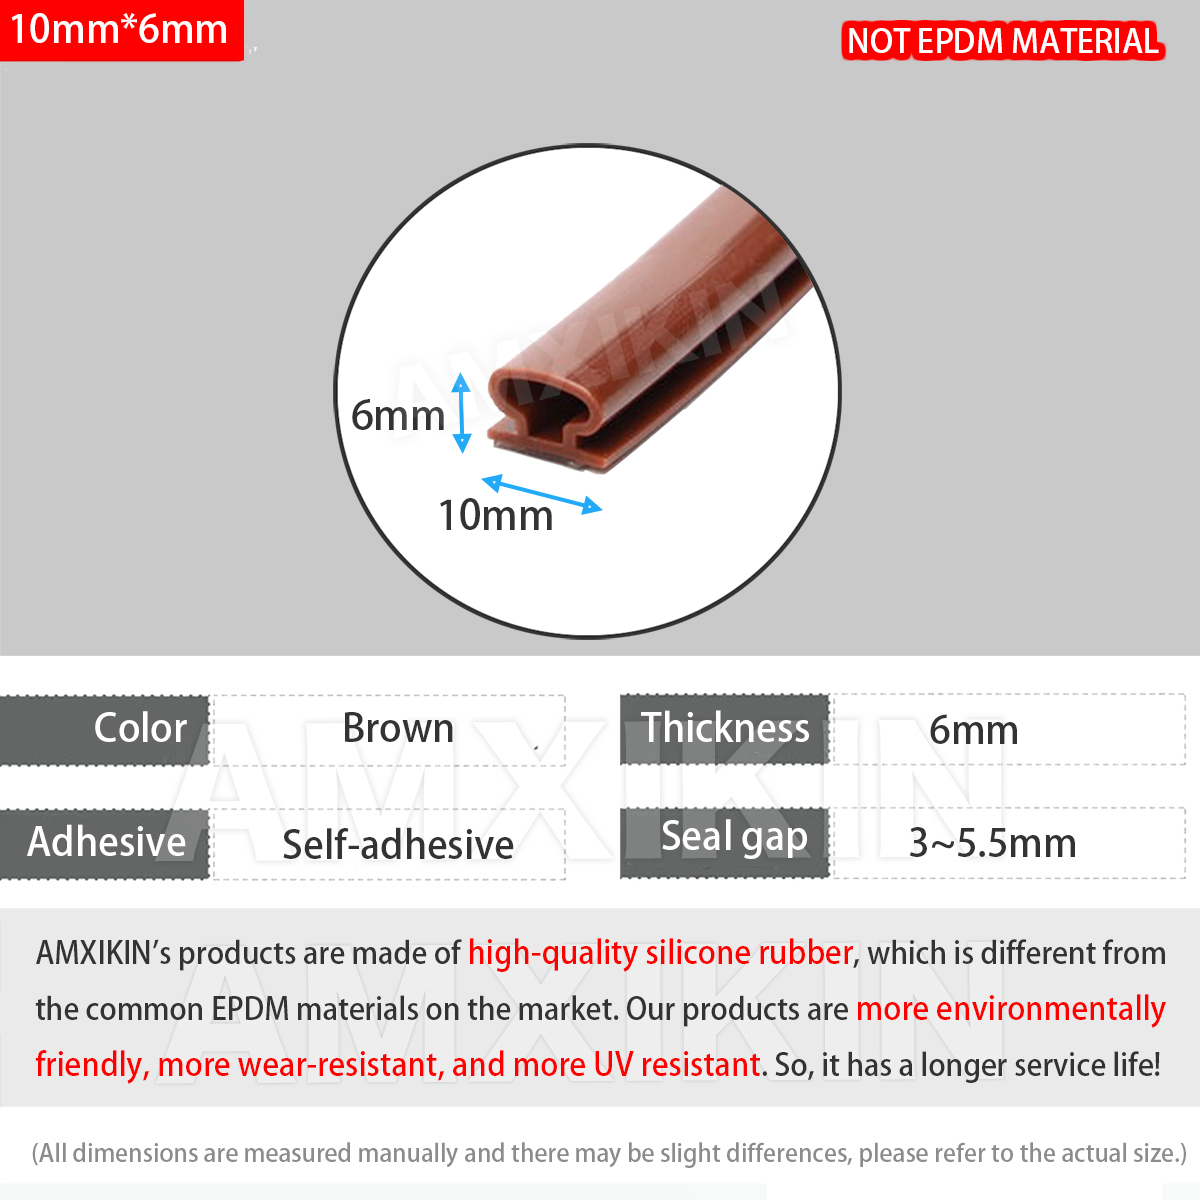 10mm*6mm
NOT EPDM MATERIAL
AMXIKIN
6mm
10mm
Color Brown Thickness 6mm
AMXIKIN
Adhesive Self-adhesive Seal gap 3~5.5mm
AMXIKIN’s products are made of high-quality silicone rubber, which is different from
the common EPDM materials on the market. Our products are more environmentally
friendly, more wear-resistant, and more UV resistant. So, it has a longer service life!
AMXIKIN
(All dimensions are measured manually and there may be slight differences, please refer to the actual size.)